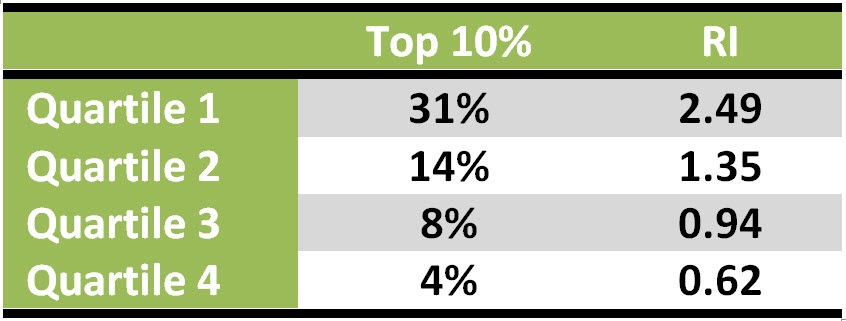 Top 10% RI
Quartile 1 31% 2.49
Quartile 2 14% 1.35
Quartile 3 8% 0.94
Quartile 4 4% 0.62